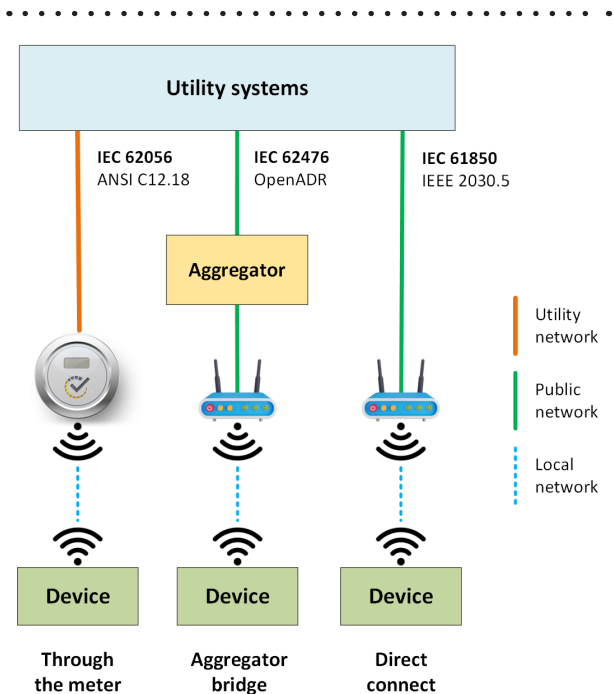 Utility systems
IEC 62056
ANSI C12.18
IEC 62476
OpenADR
IEC 61850
IEEE 2030.5
Aggregator
Utility
network
Public
network
Local
network
Device
Device
Device
Through
the meter
Aggregator
bridge
Direct
connect